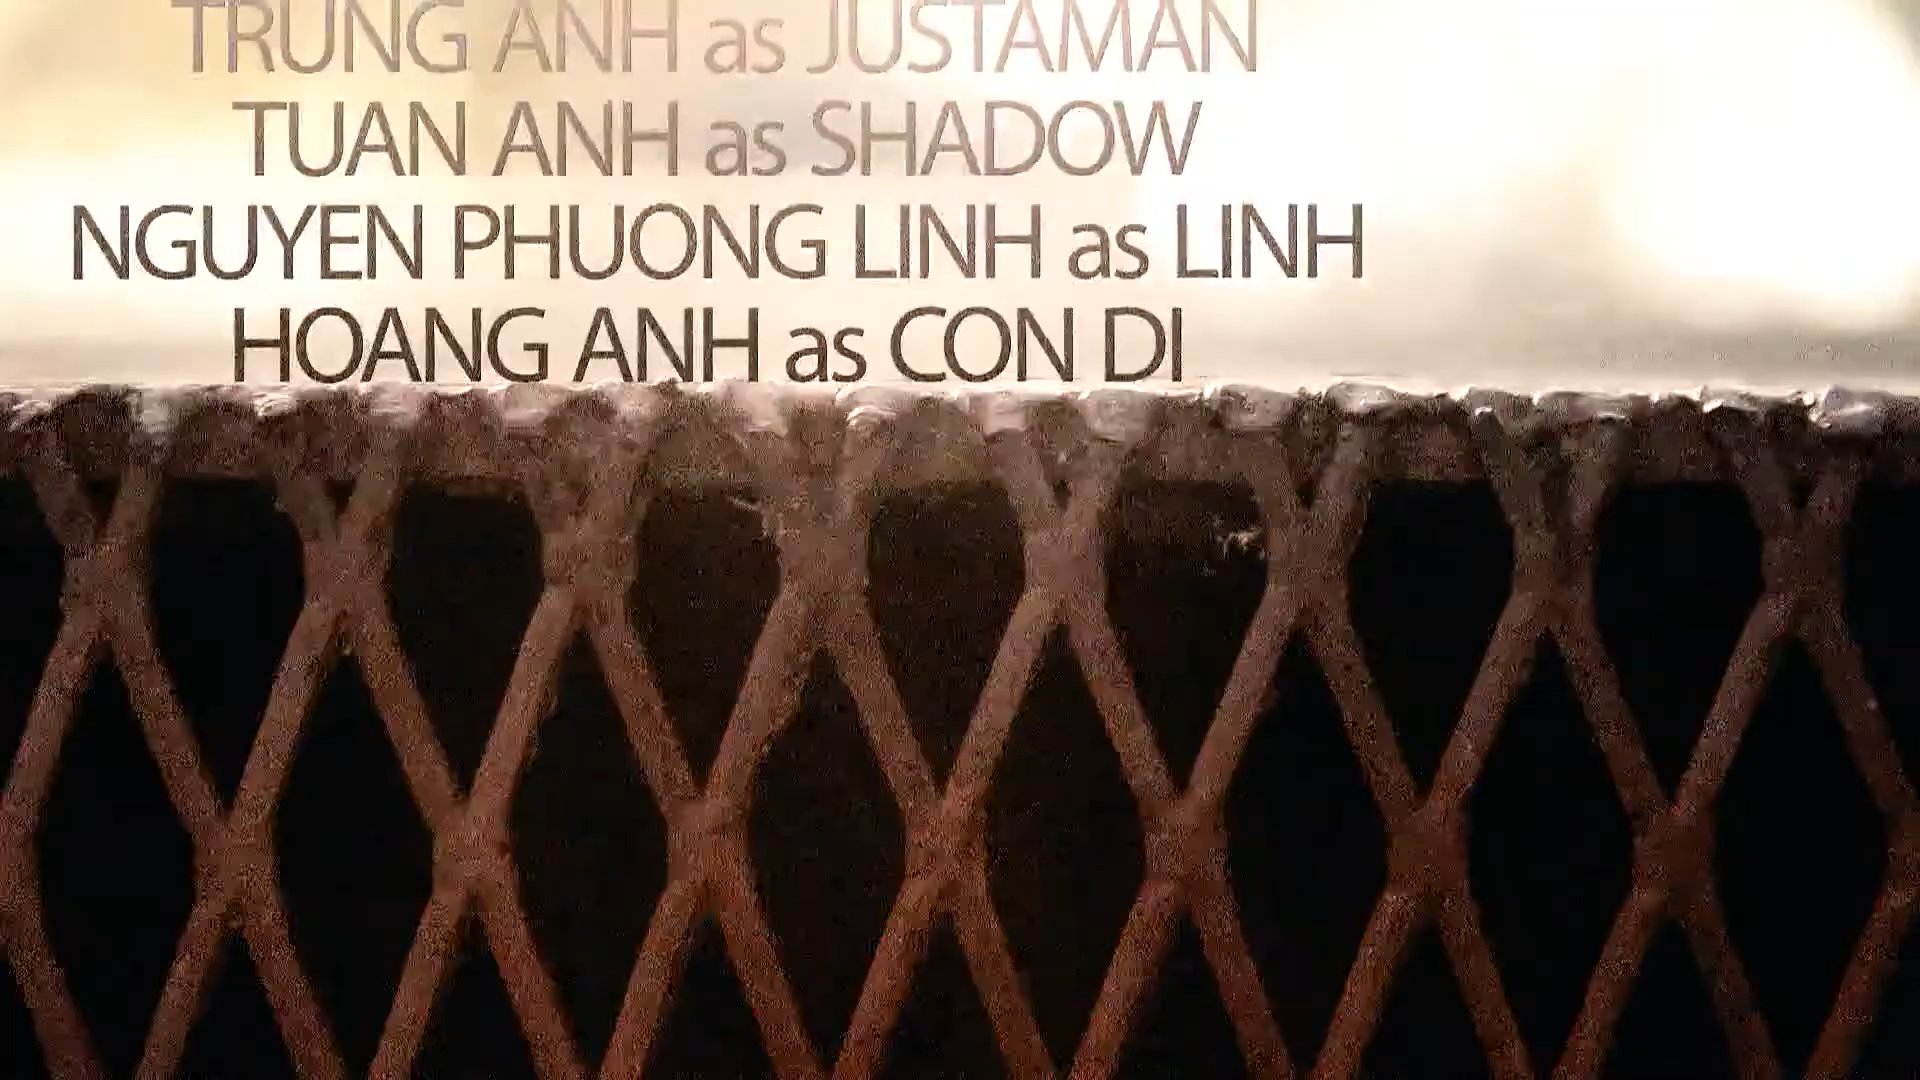 TRUNG ANH as JUSTAMAN
TUAN ANH as SHADOW
NGUYEN PHUONG LINH as LINH
HOANG ANH as CON DI